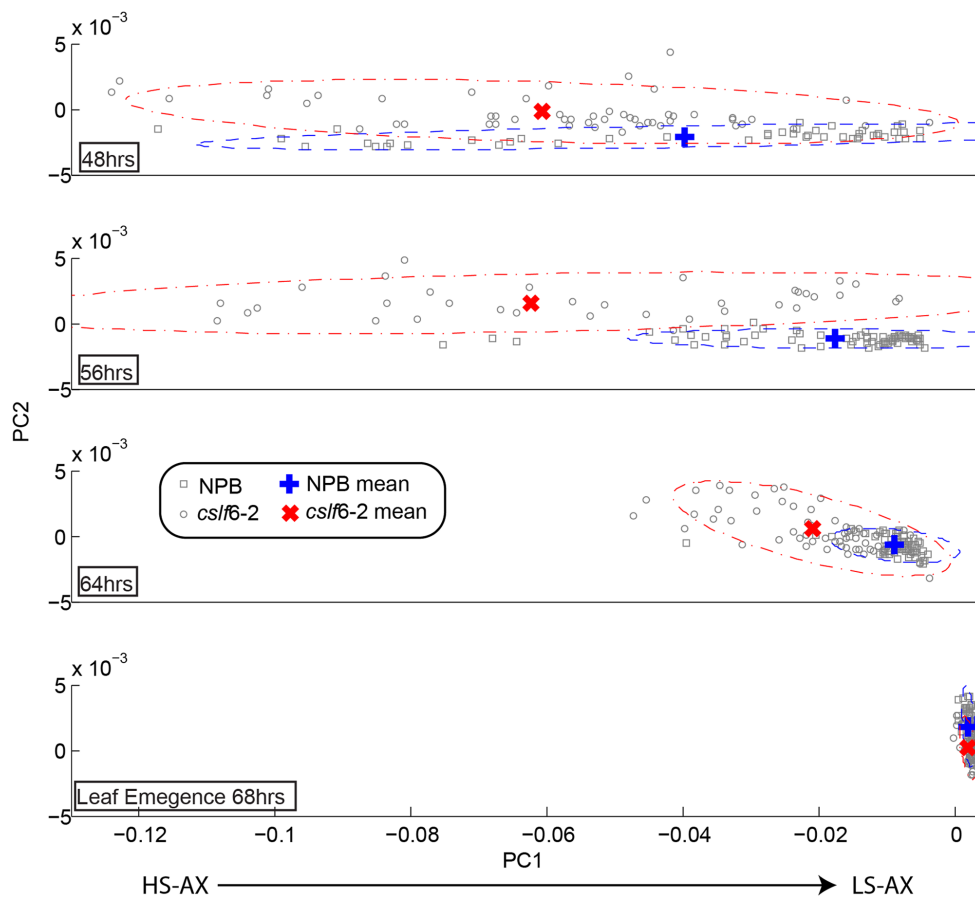 x 10⁻³
5
0
−5
48hrs
x 10⁻³
5
0
−5
56hrs
PC2
x 10⁻³
5
0
−5
NPB
NPB mean
cslf6-2
cslf6-2 mean
64hrs
x 10⁻³
5
0
−5
Leaf Emegence 68hrs
−0.12 −0.1 −0.08 −0.06 −0.04 −0.02 0
PC1
HS-AX LS-AX